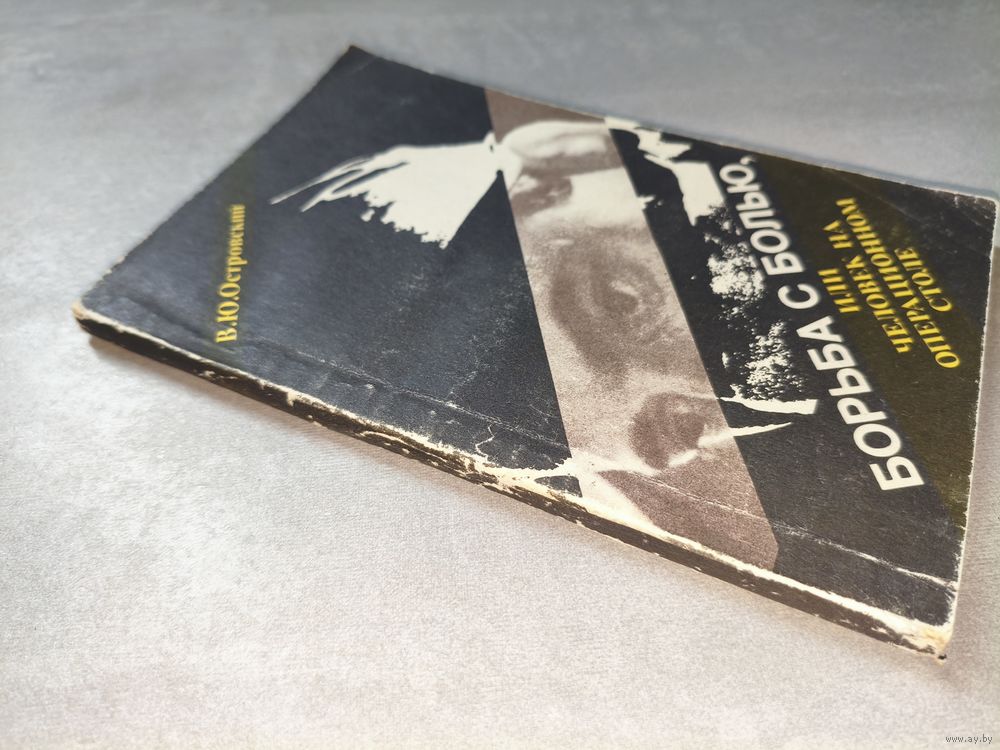 В.Ю.Островский
БОРЬБА С БОЛЬЮ,
ИЛИ
ЧЕЛОВЕК НА
ОПЕРАЦИОННОМ
СТОЛЕ
www.ay.by